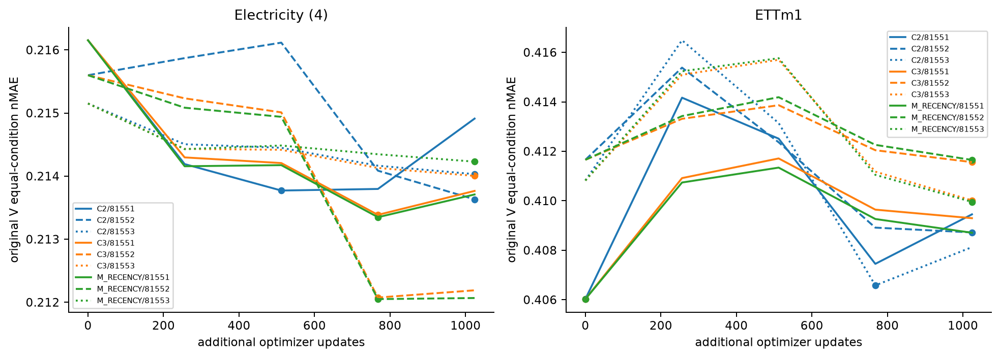 Electricity (4)
original V equal-condition nMAE
0.216
0.215
0.214
0.213
0.212
C2/81551
C2/81552
C2/81553
C3/81551
C3/81552
C3/81553
M_RECENCY/81551
M_RECENCY/81552
M_RECENCY/81553
0 200 400 600 800 1000
additional optimizer updates
ETTm1
original V equal-condition nMAE
0.416
0.414
0.412
0.410
0.408
0.406
C2/81551
C2/81552
C2/81553
C3/81551
C3/81552
C3/81553
M_RECENCY/81551
M_RECENCY/81552
M_RECENCY/81553
0 200 400 600 800 1000
additional optimizer updates